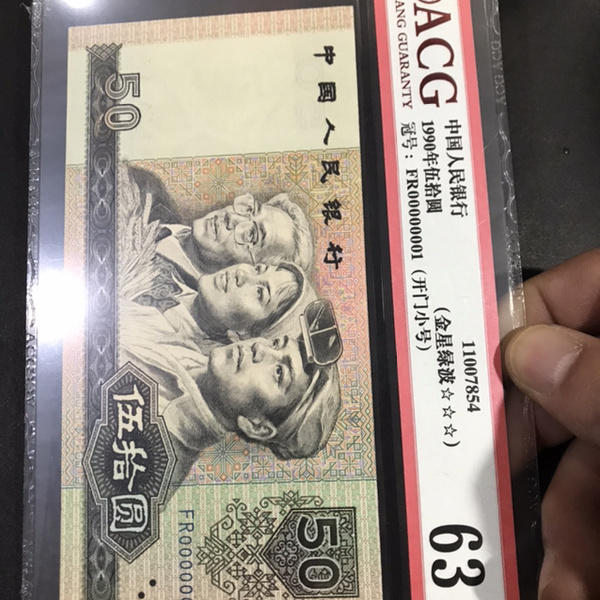 ACG
ANG GUARANTY
中国人民银行
1990年伍拾圆
冠号：FR00000001（开门小号）
11007854
（金星绿波☆☆☆）
63
中国人民银行
50
伍拾圆
FR000000
50